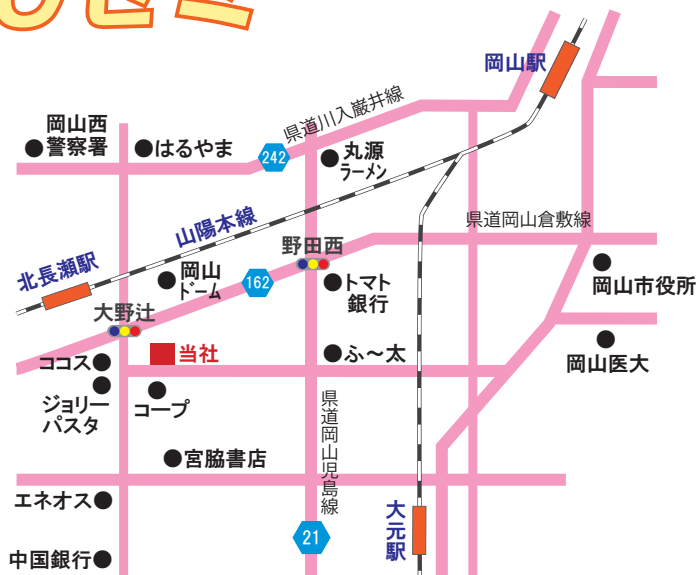 ひゼミ
岡山駅
岡山西
警察署
はるやま
県道川入巌井線
242
丸源
ラーメン
山陽本線
県道岡山倉敷線
野田西
北長瀬駅
岡山
ドーム
162
トマト
銀行
岡山市役所
大野辻
当社
ココス
ふ~太
岡山医大
ジョリー
パスタ
コープ
県道岡山児島線
宮脇書店
エネオス
大元駅
21
中国銀行